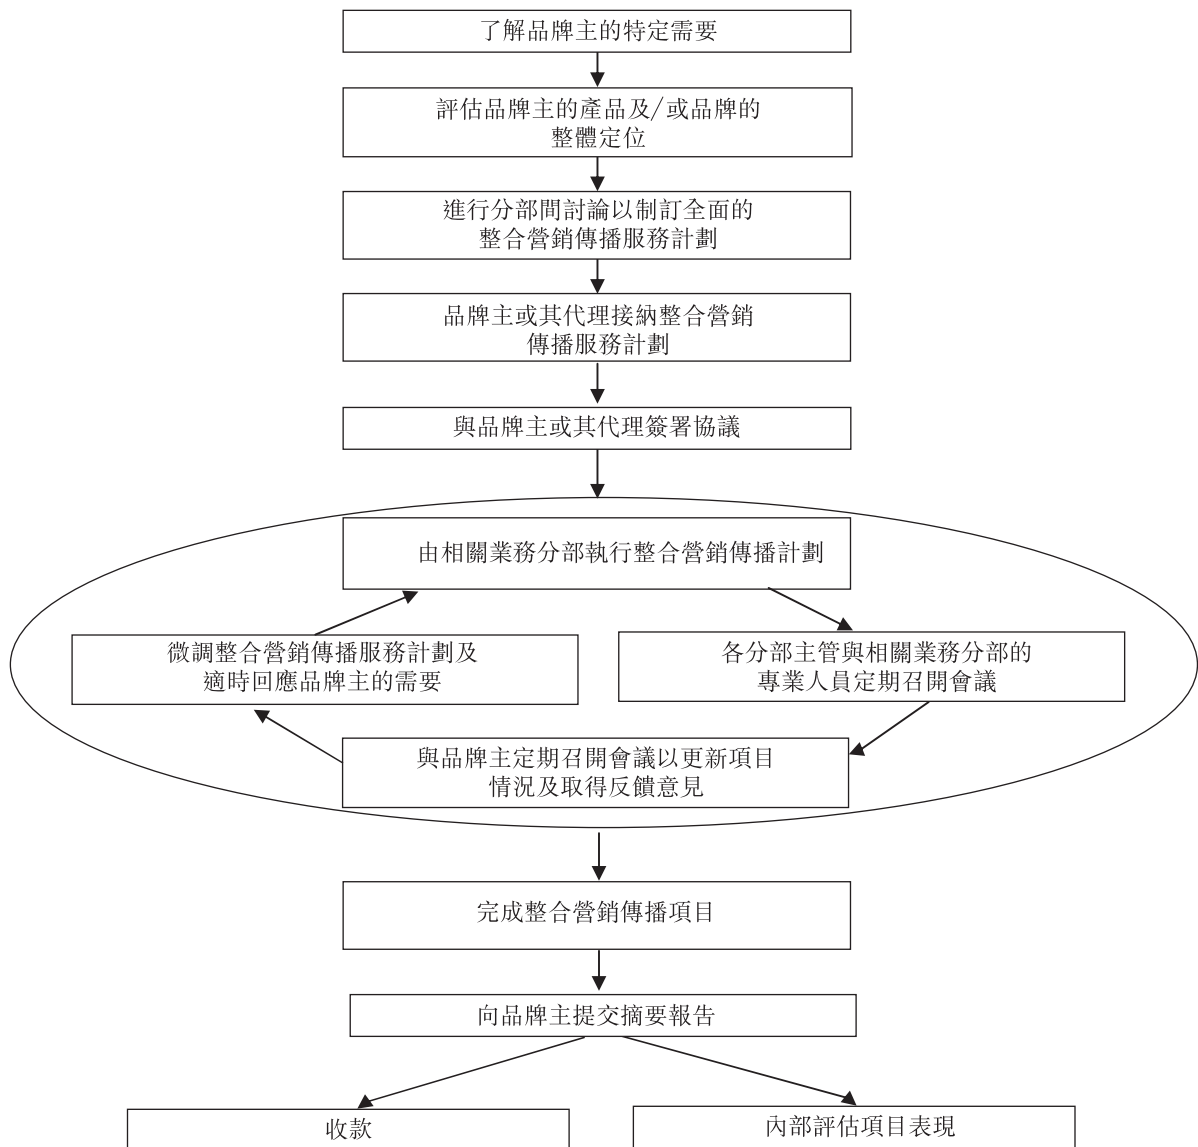 了解品牌主的特定需要
評估品牌主的產品及/或品牌的
整體定位
進行分部間討論以制訂全面的
整合營銷傳播服務計劃
品牌主或其代理接納整合營銷
傳播服務計劃
與品牌主或其代理簽署協議
由相關業務分部執行整合營銷傳播計劃
微調整合營銷傳播服務計劃及
適時回應品牌主的需要
各分部主管與相關業務分部的
專業人員定期召開會議
與品牌主定期召開會議以更新項目
情況及取得反饋意見
完成整合營銷傳播項目
向品牌主提交摘要報告
收款
內部評估項目表現